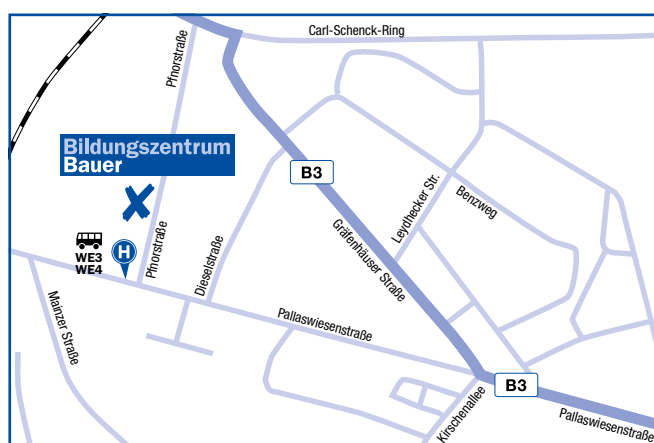 Carl-Schenck-Ring
Pfnorstraße
Bildungszentrum
Bauer
B3
Leydhecker Str.
Benzweg
WE3
WE4
H
Pfnorstraße
Dieselstraße
Gräfenhäuser Straße
Mainzer Straße
Pallaswiesenstraße
B3
Kirschenallee
Pallaswiesenstraße